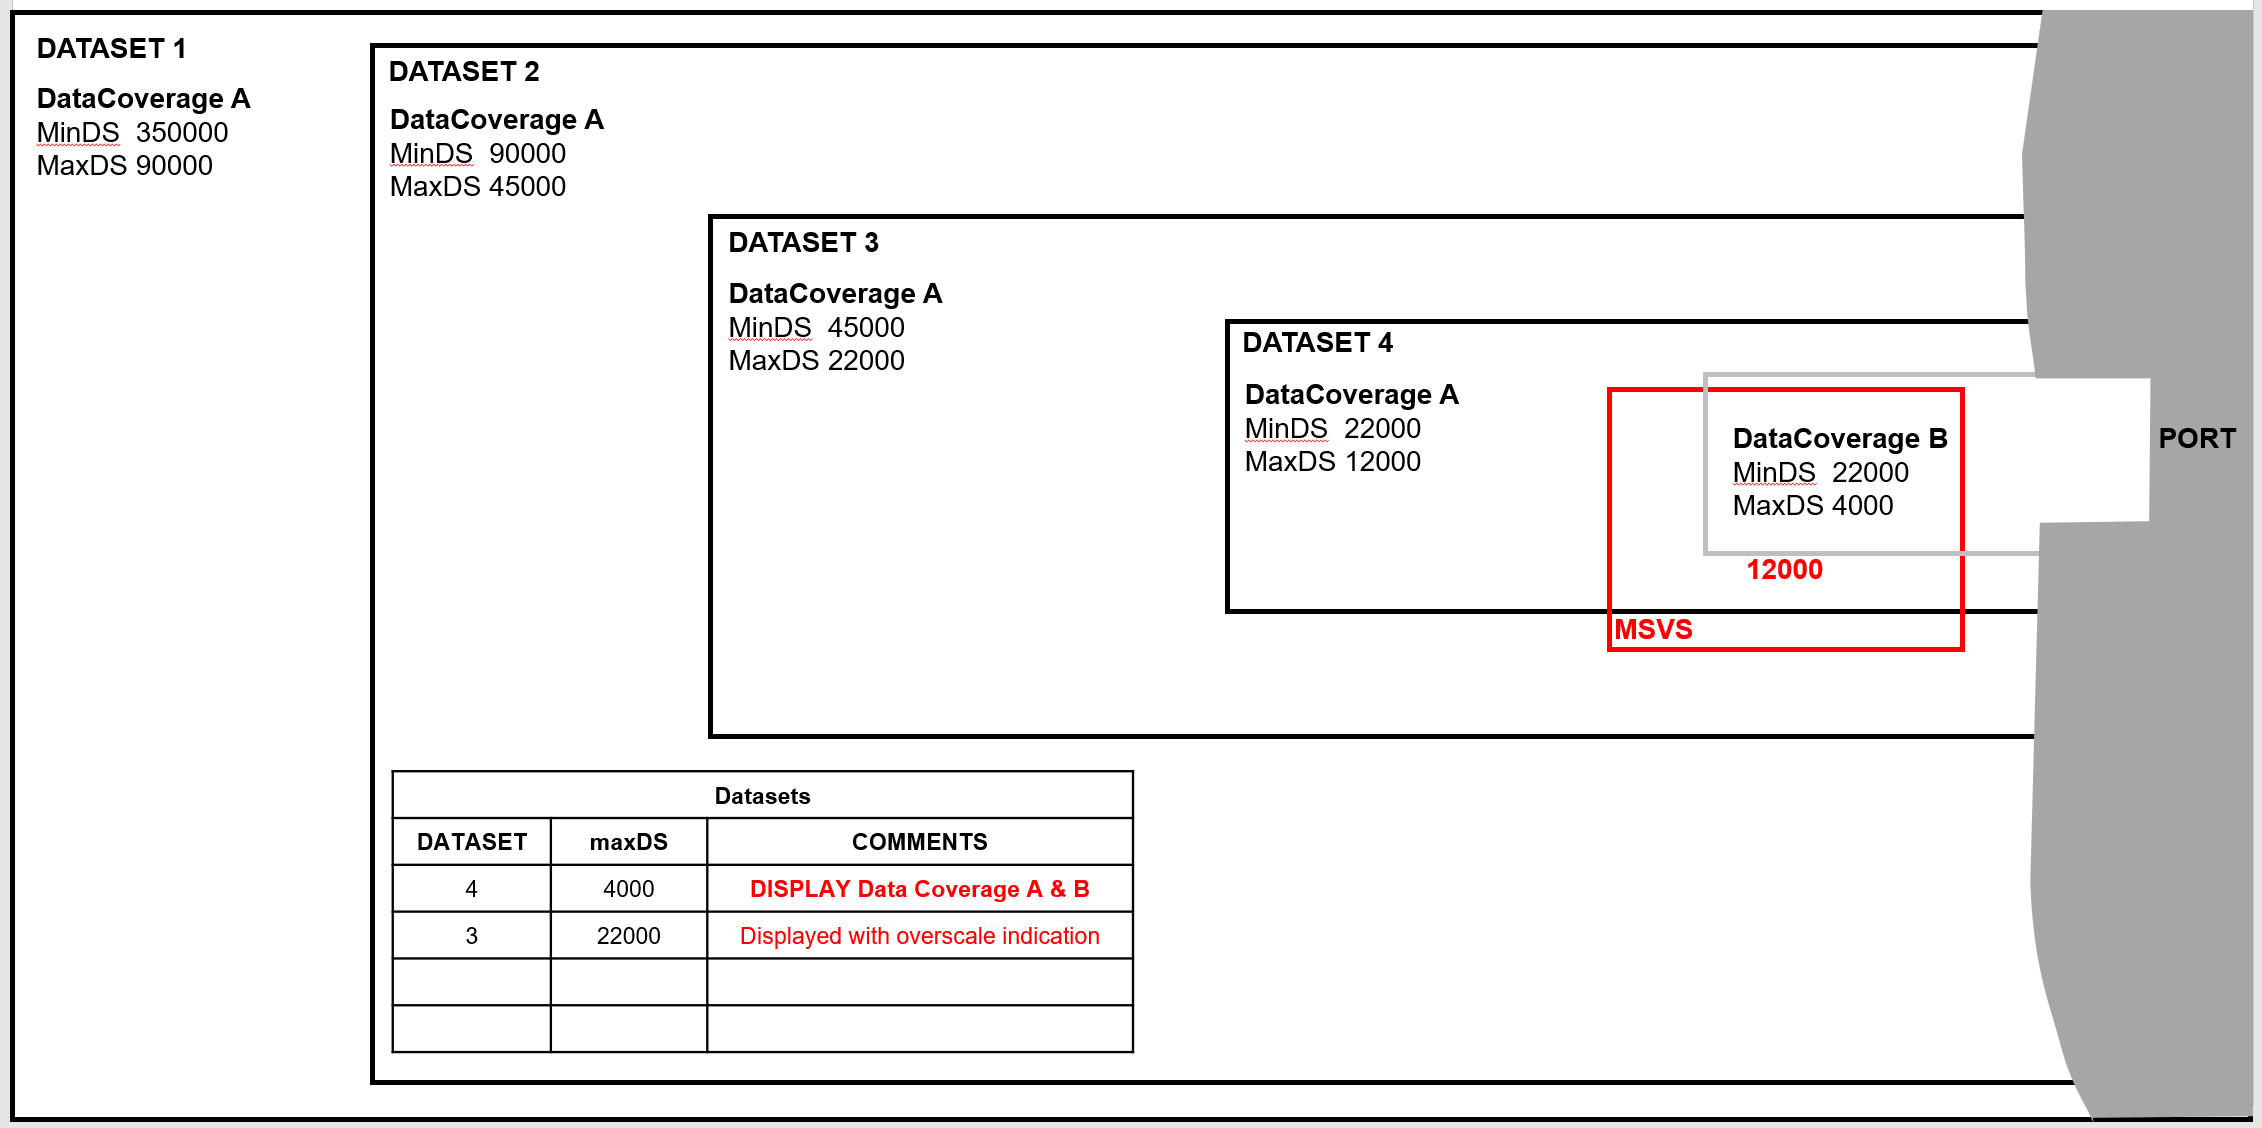 DATASET 1
DataCoverage A
MinDS 350000
MaxDS 90000
DATASET 2
DataCoverage A
MinDS 90000
MaxDS 45000
DATASET 3
DataCoverage A
MinDS 45000
MaxDS 22000
DATASET 4
DataCoverage A
MinDS 22000
MaxDS 12000
DataCoverage B
MinDS 22000
MaxDS 4000
12000
MSVS
PORT
Datasets
DATASET maxDS COMMENTS
4 4000 DISPLAY Data Coverage A & B
3 22000 Displayed with overscale indication